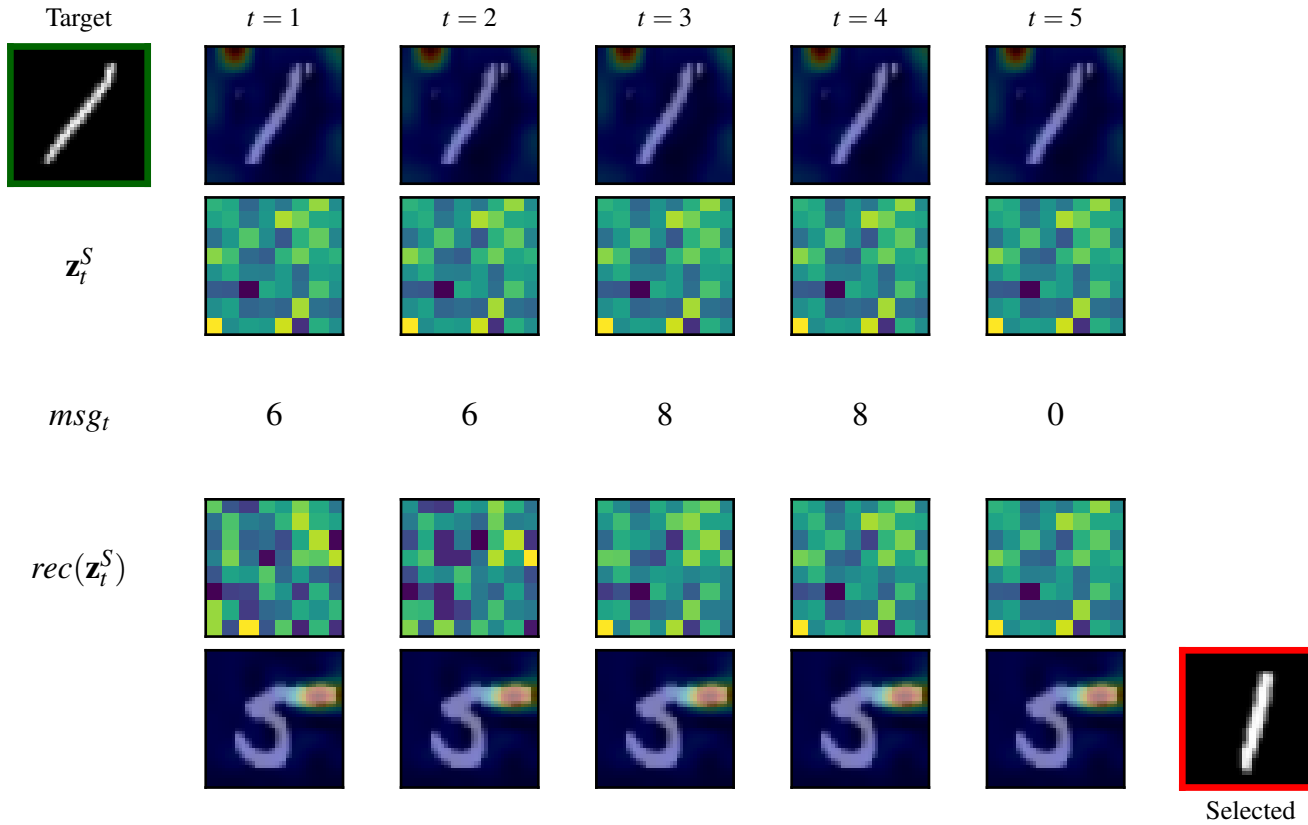 Target t = 1 t = 2 t = 3 t = 4 t = 5
z_t^S
msg_t 6 6 8 8 0
rec(z_t^S)
Selected